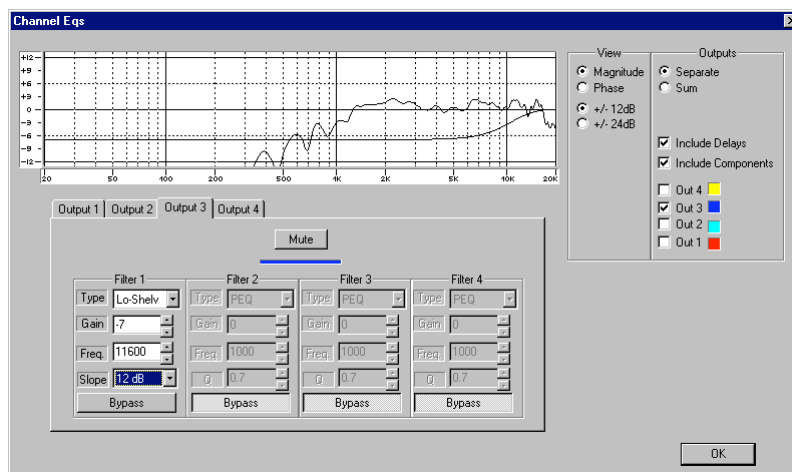 Channel Eqs
+12
+9
+6
+3
0
-3
-6
-9
-12
20 50 100 200 500 1K 2K 5K 10K 20K
View
Magnitude
Phase
+/- 12dB
+/- 24dB
Outputs
Separate
Sum
Include Delays
Include Components
Out 4
Out 3
Out 2
Out 1
Output 1 Output 2 Output 3 Output 4
Mute
Filter 1 Filter 2 Filter 3 Filter 4
Type Lo-Shelv Type PEQ Type PEQ Type PEQ
Gain -7 Gain 0 Gain 0 Gain 0
Freq. 11600 Freq. 1000 Freq. 1000 Freq. 1000
Slope 12 dB Q 0.7 Q 0.7 Q 0.7
Bypass Bypass Bypass Bypass
OK